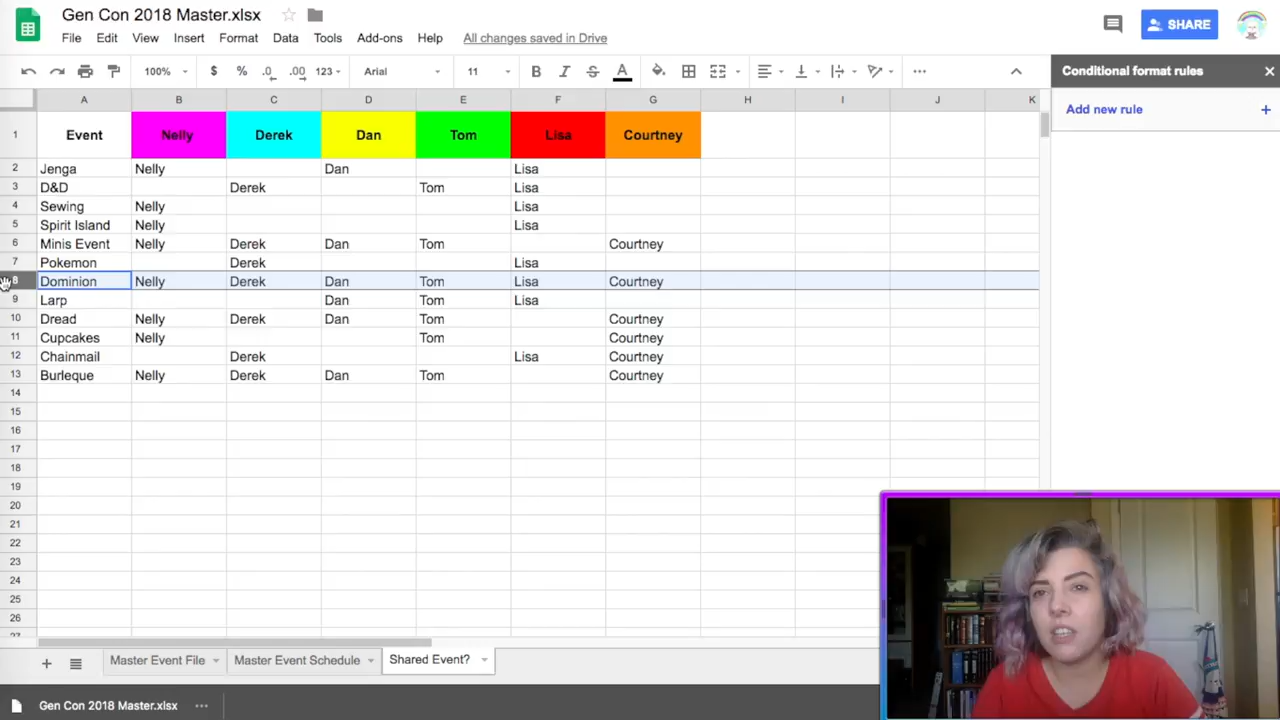 Gen Con 2018 Master.xlsx
File Edit View Insert Format Data Tools Add-ons Help All changes saved in Drive
SHARE
100% $ % .0 .00 123 Arial 11 B I S A
Conditional format rules
Add new rule +
A B C D E F G H I J K
1 Event Nelly Derek Dan Tom Lisa Courtney
2 Jenga Nelly Dan Lisa
3 D&D Derek Tom Lisa
4 Sewing Nelly Lisa
5 Spirit Island Nelly Lisa
6 Minis Event Nelly Derek Dan Tom Courtney
7 Pokemon Derek Lisa
8 Dominion Nelly Derek Dan Tom Lisa Courtney
9 Larp Dan Tom Lisa
10 Dread Nelly Derek Dan Tom Courtney
11 Cupcakes Nelly Tom Courtney
12 Chainmail Derek Lisa Courtney
13 Burleque Nelly Derek Dan Tom Courtney
14
15
16
17
18
19
20
21
22
23
24
25
26
27
+ Master Event File Master Event Schedule Shared Event?
Gen Con 2018 Master.xlsx